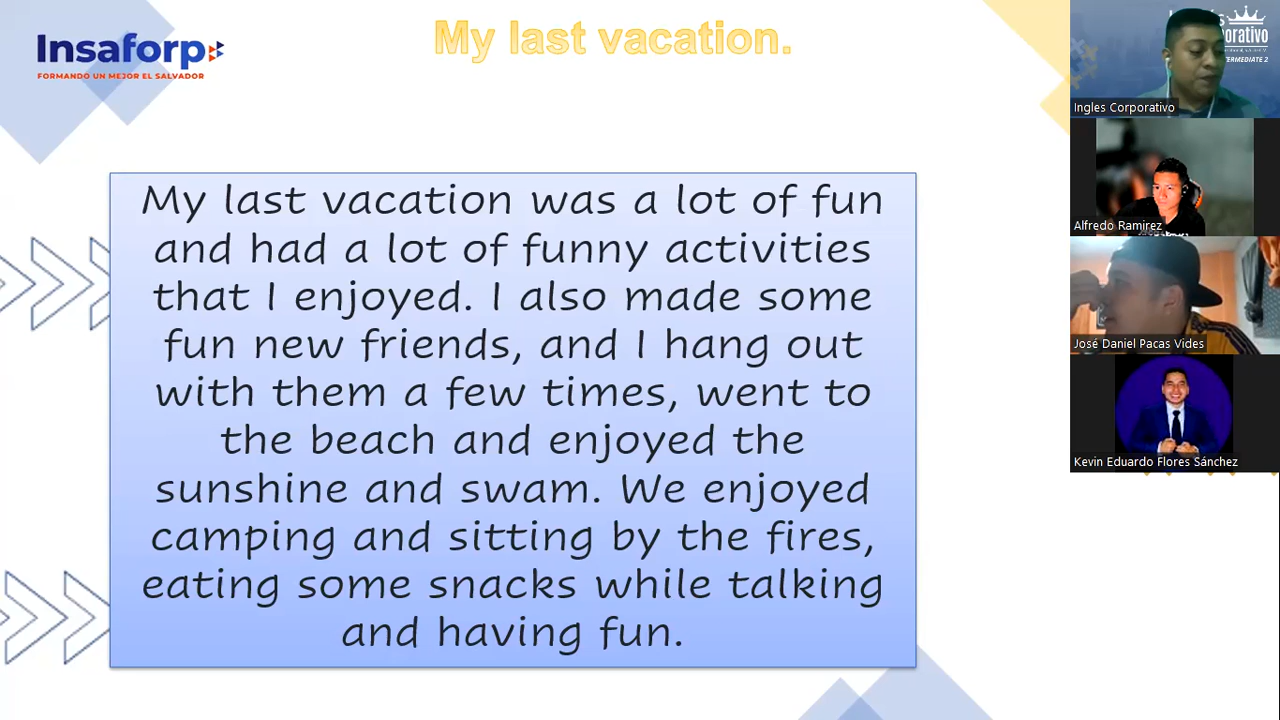 Insaforp
FORMANDO UN MEJOR EL SALVADOR
My last vacation.
My last vacation was a lot of fun
and had a lot of funny activities
that I enjoyed. I also made some
fun new friends, and I hang out
with them a few times, went to
the beach and enjoyed the
sunshine and swam. We enjoyed
camping and sitting by the fires,
eating some snacks while talking
and having fun.
Ingles Corporativo
Alfredo Ramirez
José Daniel Pacas Vides
Kevin Eduardo Flores Sánchez